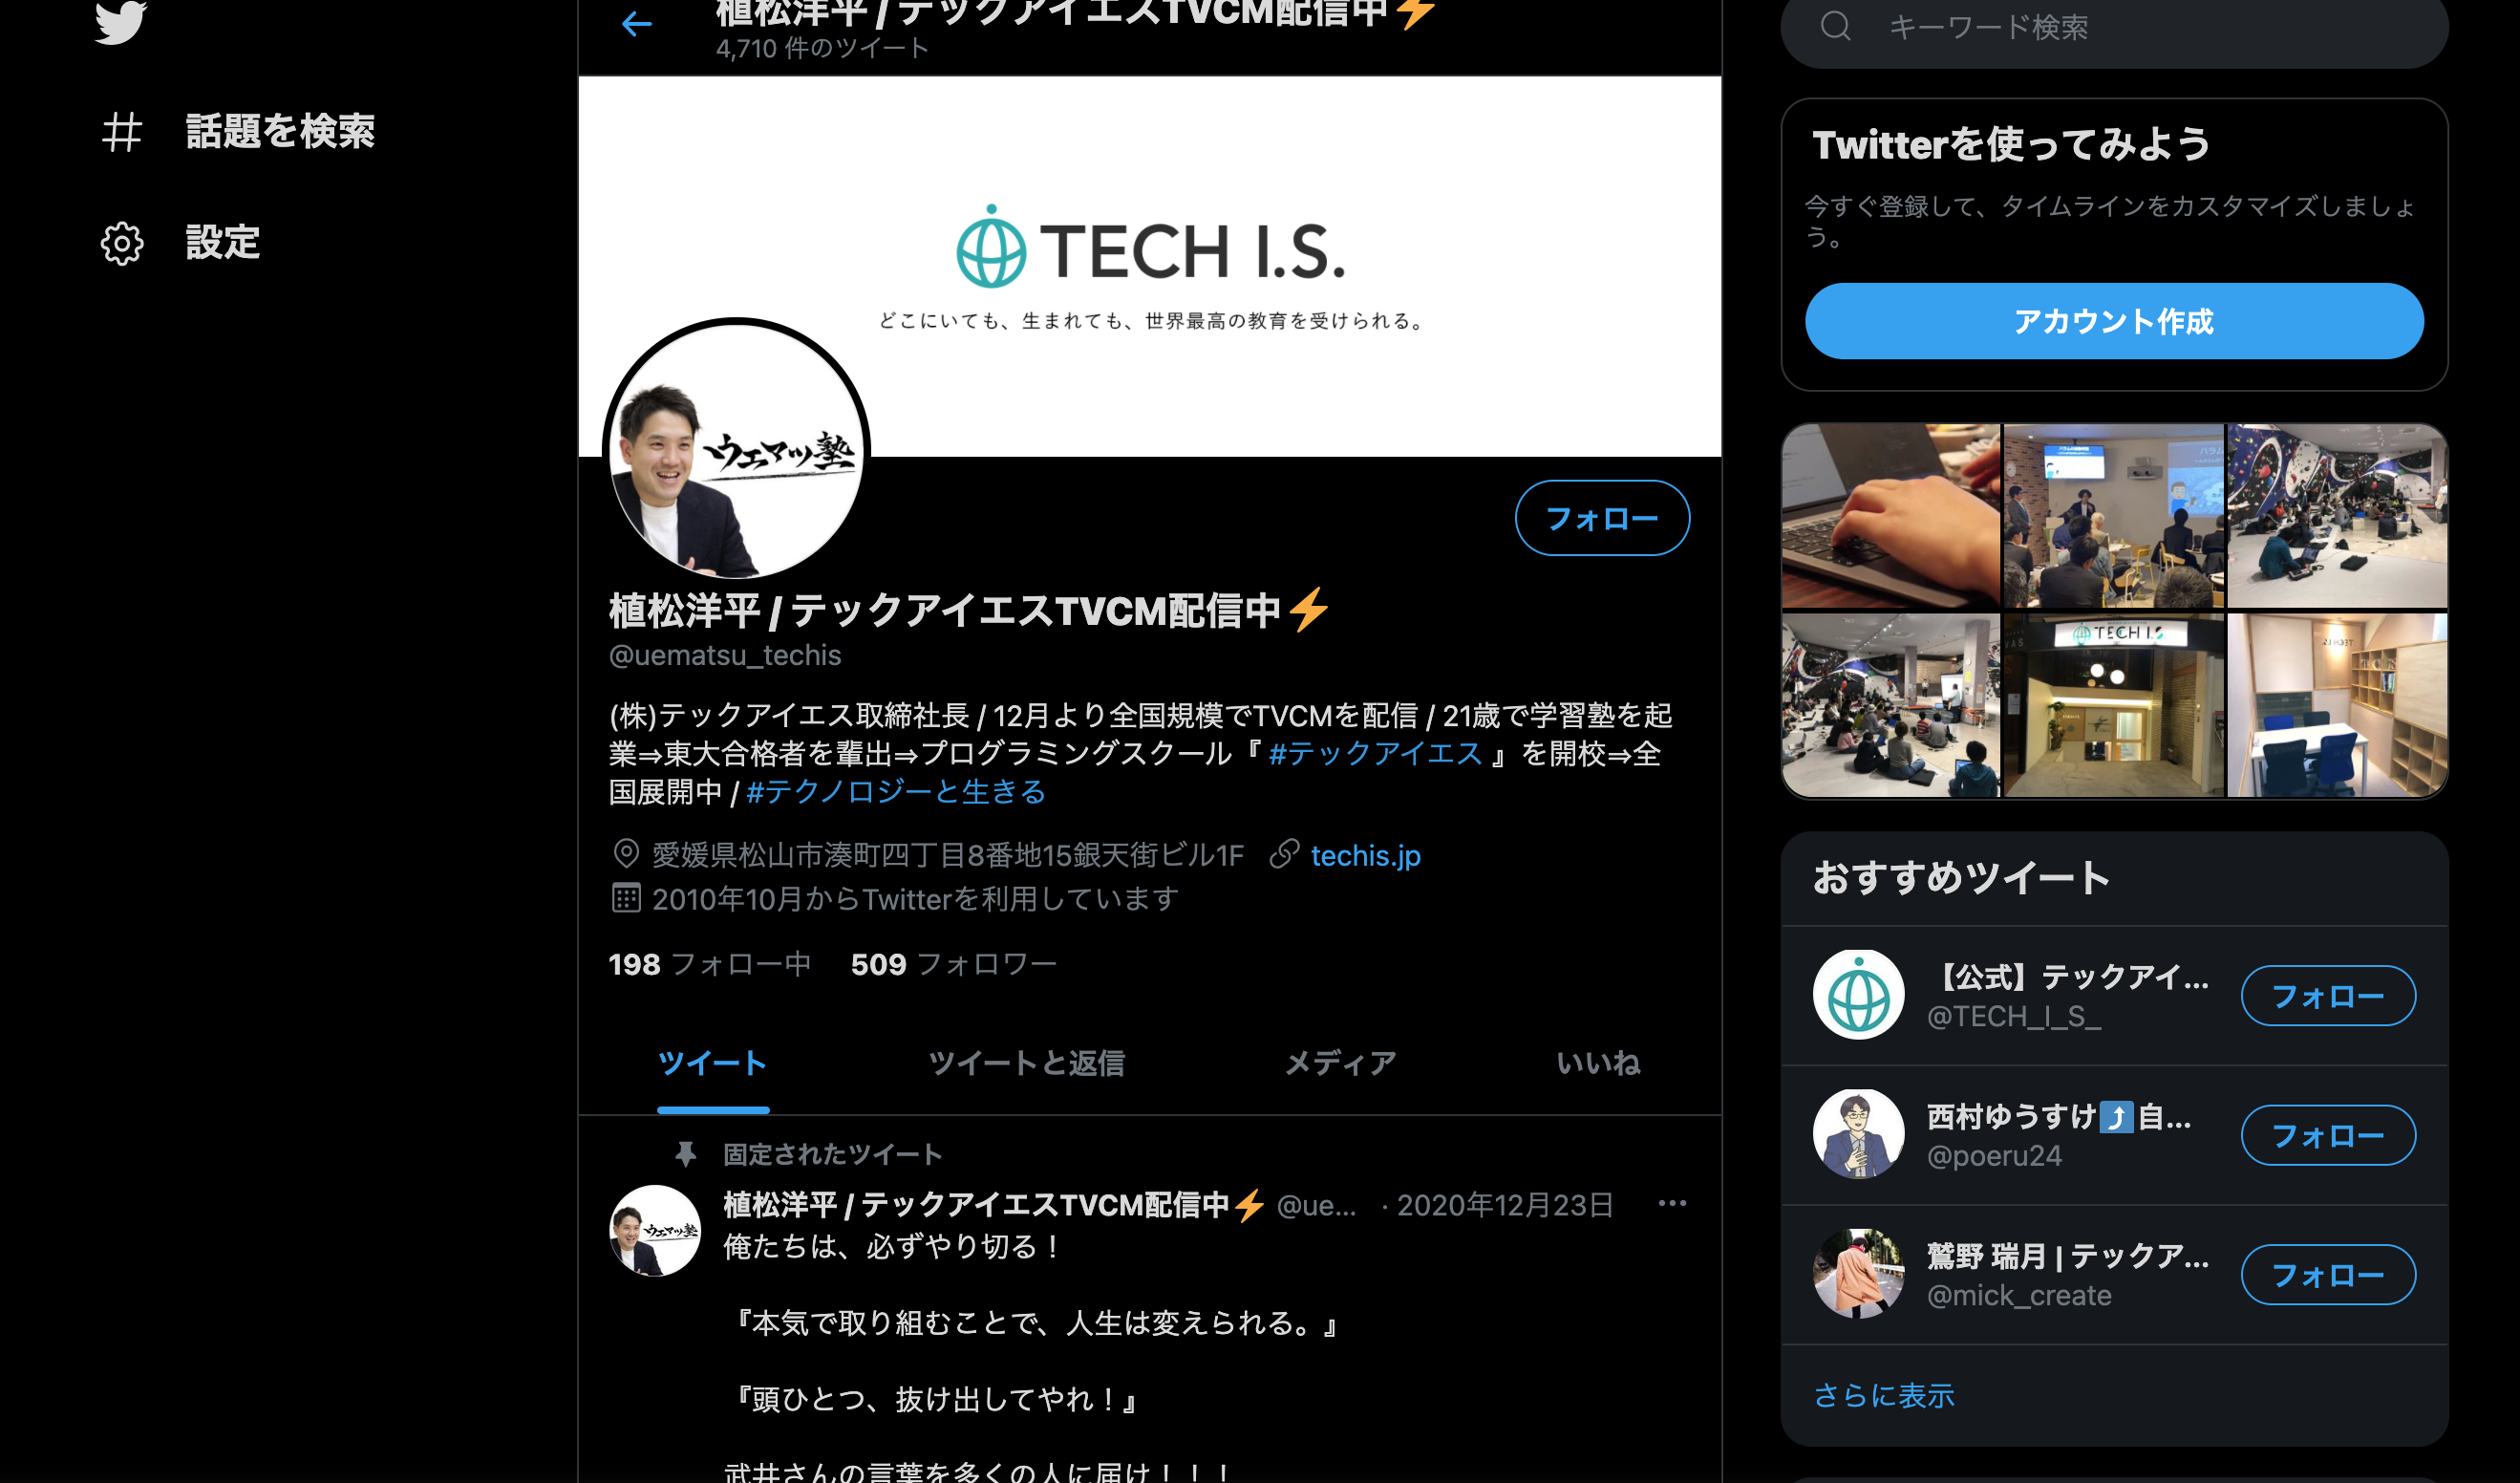 植松洋平 / テックアイエスTVCM配信中⚡
4,710 件のツイート
話題を検索
設定
TECH I.S.
どこにいても、生まれても、世界最高の教育を受けられる。
ウエマツ塾
フォロー
植松洋平 / テックアイエスTVCM配信中⚡
@uematsu_techis
(株)テックアイエス取締社長 / 12月より全国規模でTVCMを配信 / 21歳で学習塾を起
業⇒東大合格者を輩出⇒プログラミングスクール『 #テックアイエス 』を開校⇒全
国展開中 / #テクノロジーと生きる
愛媛県松山市湊町四丁目8番地15銀天街ビル1F techis.jp
2010年10月からTwitterを利用しています
198 フォロー中 509 フォロワー
ツイート ツイートと返信 メディア いいね
固定されたツイート
植松洋平 / テックアイエスTVCM配信中⚡ @ue... · 2020年12月23日
ウエマツ塾
俺たちは、必ずやり切る！
『本気で取り組むことで、人生は変えられる。』
『頭ひとつ、抜け出してやれ！』
武井さんの言葉を多くの人に届け！！！
キーワード検索
Twitterを使ってみよう
今すぐ登録して、タイムラインをカスタマイズしましょ
う。
アカウント作成
TECH I.S
TECH I.S
おすすめツイート
【公式】テックアイ...
@TECH_I_S_
フォロー
西村ゆうすけ⤴自...
@poeru24
フォロー
鷲野 瑞月 | テックア...
@mick_create
フォロー
さらに表示